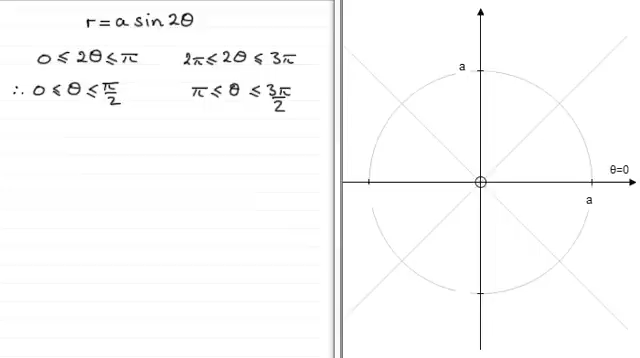 r = a sin 2θ
0 ≤ 2θ ≤ π 2π ≤ 2θ ≤ 3π
∴ 0 ≤ θ ≤ π/2 π ≤ θ ≤ 3π/2
a
θ=0
a